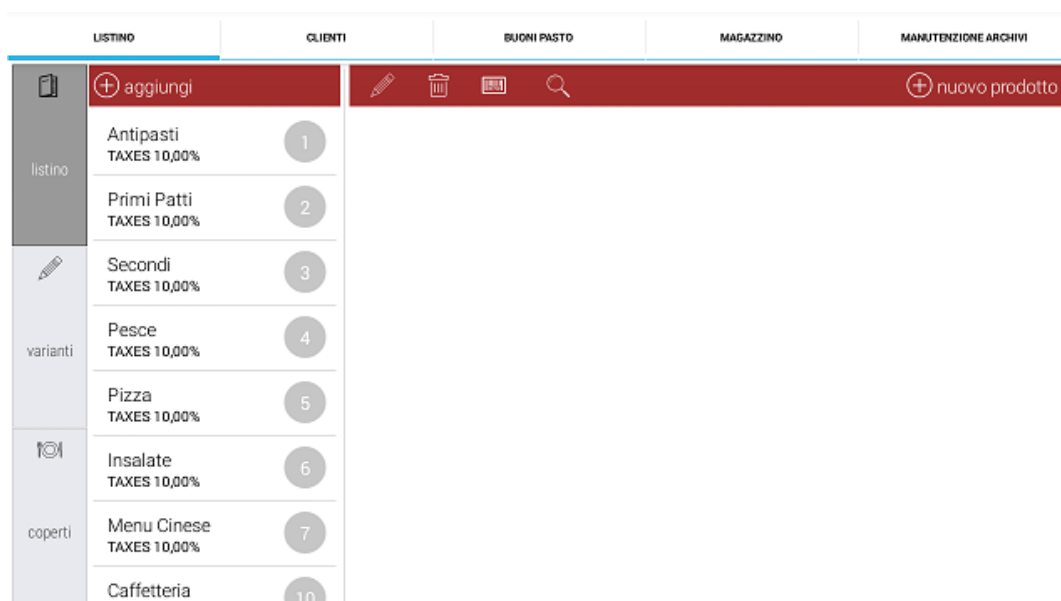 LISTINO
CLIENTI
BUONI PASTO
MAGAZZINO
MANUTENZIONE ARCHIVI
listino
varianti
coperti
aggiungi
Antipasti
TAXES 10,00%
1
Primi Patti
TAXES 10,00%
2
Secondi
TAXES 10,00%
3
Pesce
TAXES 10,00%
4
Pizza
TAXES 10,00%
5
Insalate
TAXES 10,00%
6
Menu Cinese
TAXES 10,00%
7
Caffetteria
10
nuovo prodotto